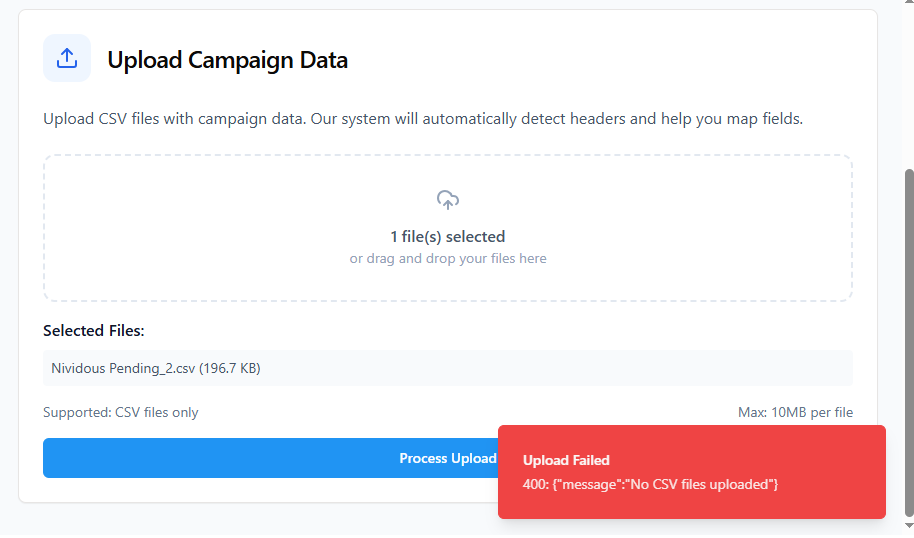 Upload Campaign Data
Upload CSV files with campaign data. Our system will automatically detect headers and help you map fields.
1 file(s) selected
or drag and drop your files here
Selected Files:
Nividous Pending_2.csv (196.7 KB)
Supported: CSV files only
Max: 10MB per file
Process Upload
Upload Failed
400: {"message":"No CSV files uploaded"}